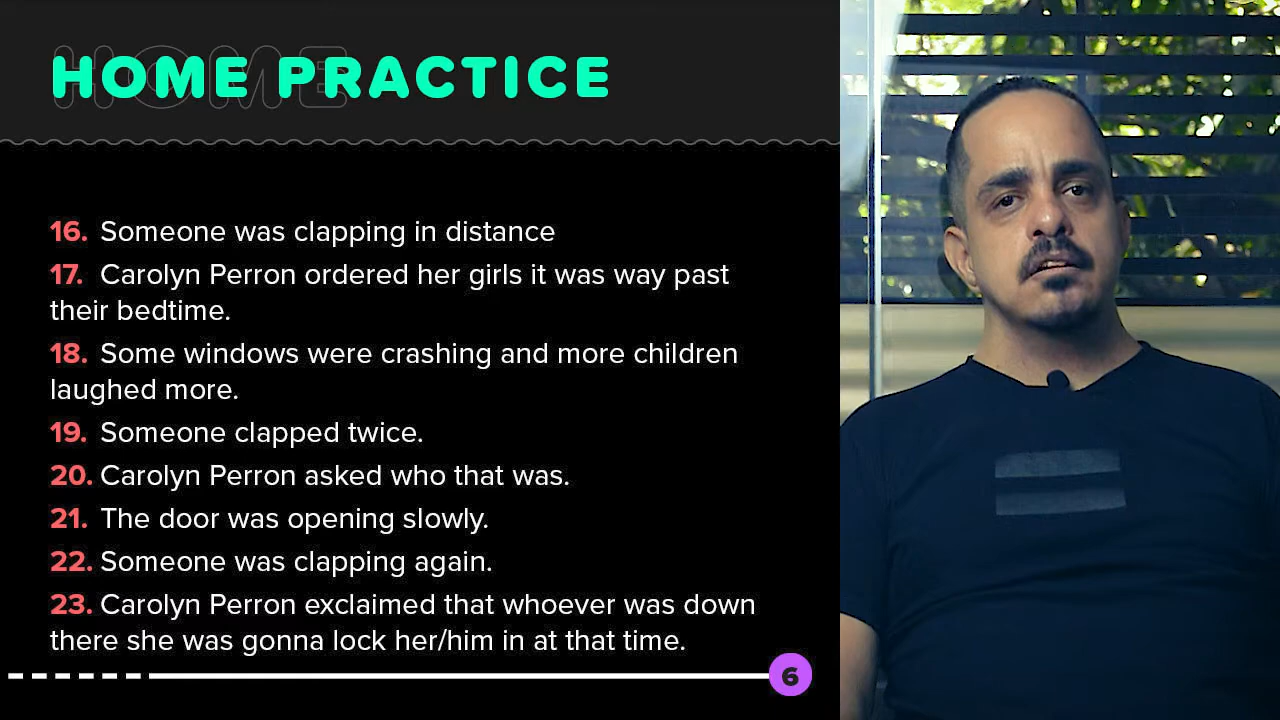 HOME PRACTICE
16. Someone was clapping in distance
17. Carolyn Perron ordered her girls it was way past
their bedtime.
18. Some windows were crashing and more children
laughed more.
19. Someone clapped twice.
20. Carolyn Perron asked who that was.
21. The door was opening slowly.
22. Someone was clapping again.
23. Carolyn Perron exclaimed that whoever was down
there she was gonna lock her/him in at that time.
6